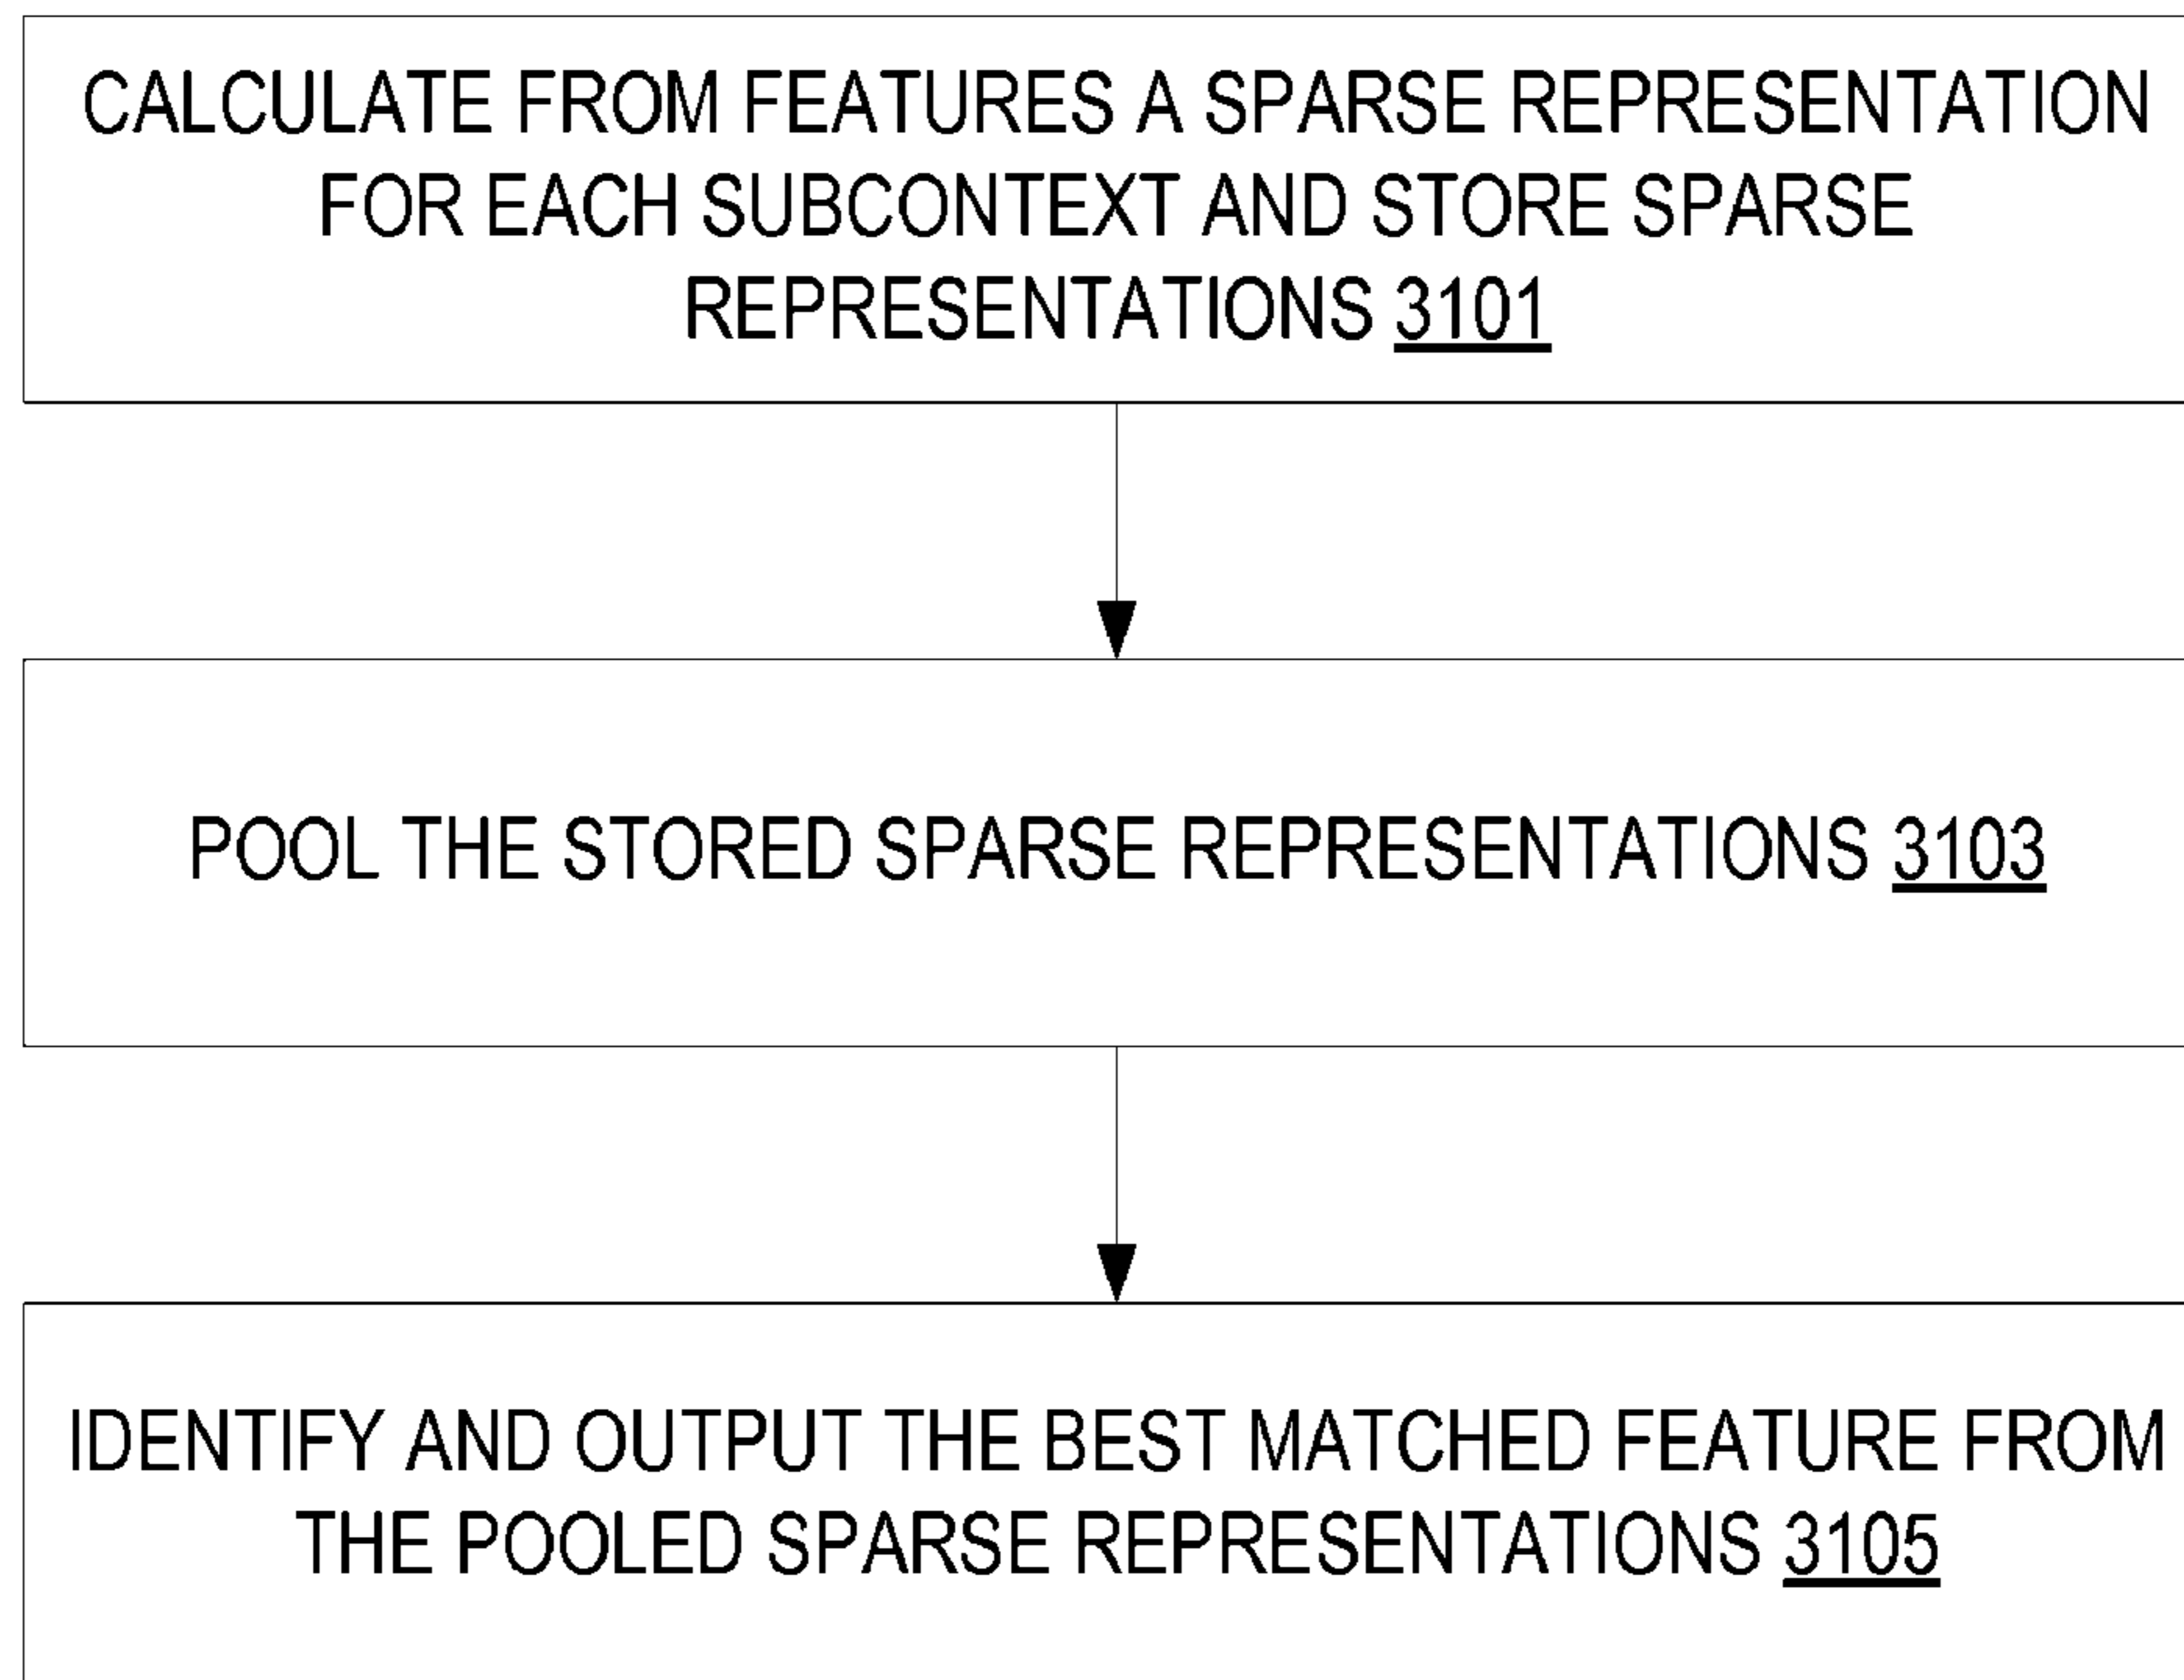 CALCULATE FROM FEATURES A SPARSE REPRESENTATION
FOR EACH SUBCONTEXT AND STORE SPARSE
REPRESENTATIONS 3101
POOL THE STORED SPARSE REPRESENTATIONS 3103
IDENTIFY AND OUTPUT THE BEST MATCHED FEATURE FROM
THE POOLED SPARSE REPRESENTATIONS 3105